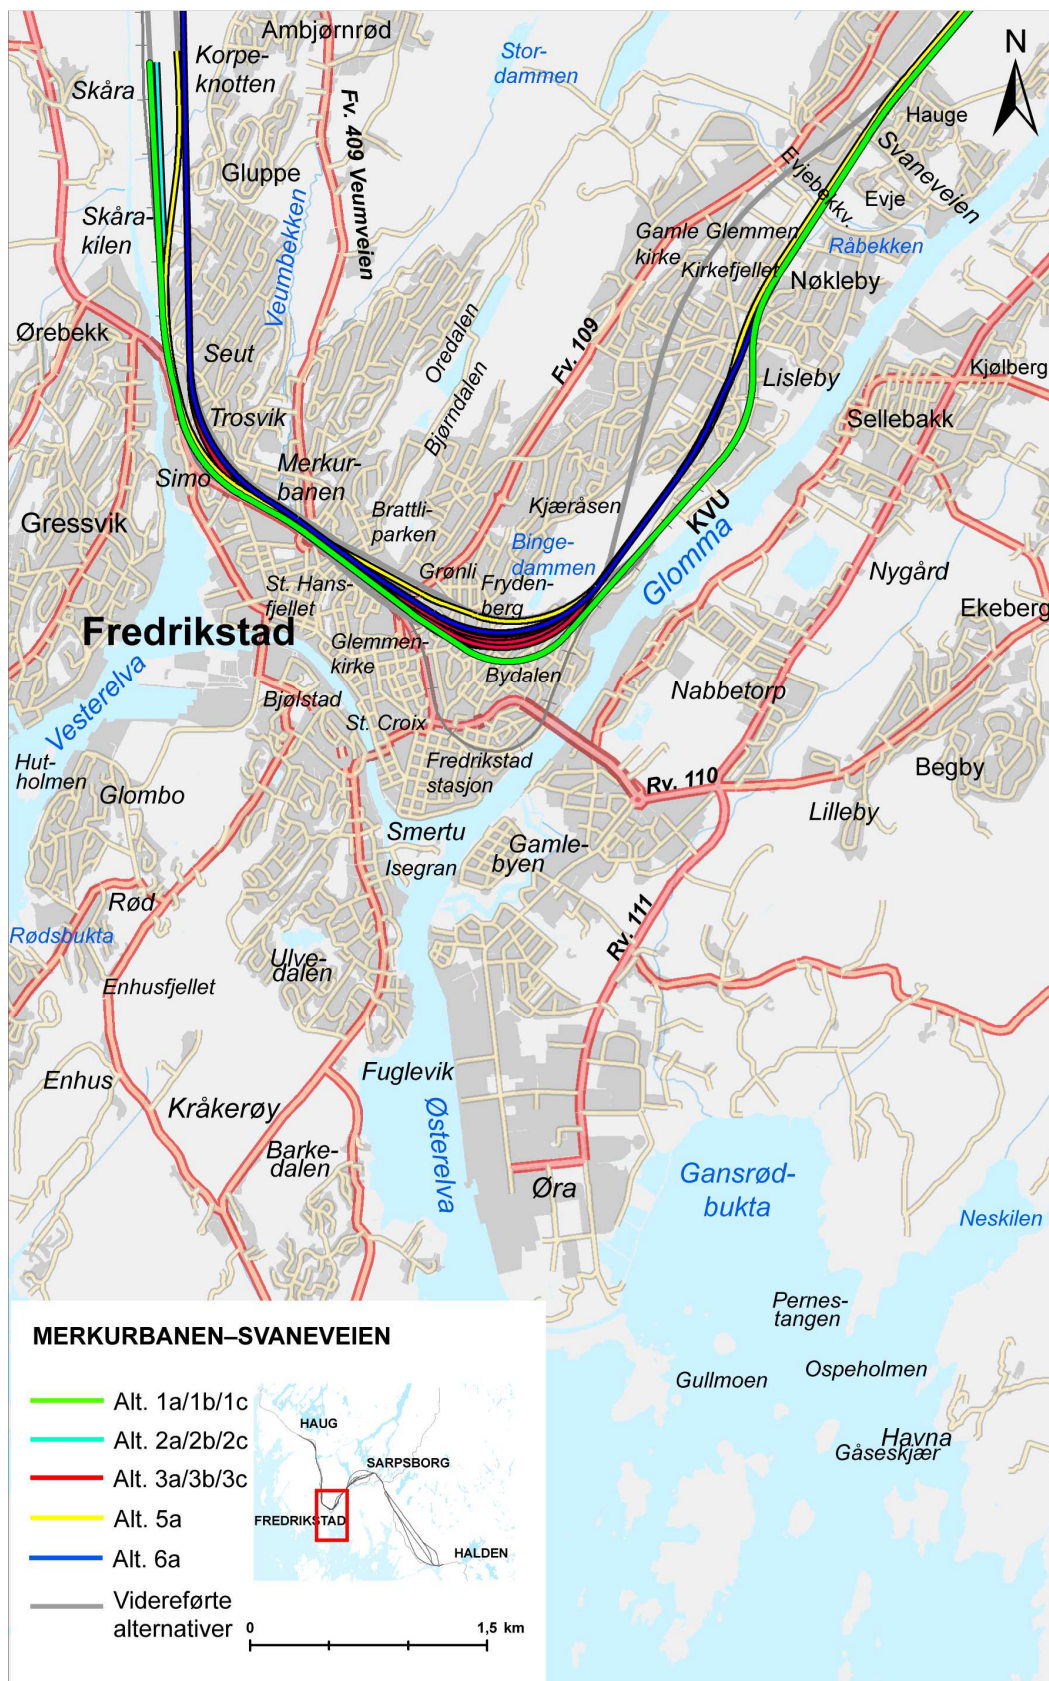 Ambjørnrød
Korpe-
knotten
Stor-
dammen
N
Skåra
Fv. 409 Veumveien
Hauge
Svaneveien
Gluppe
Evjebekkv.
Evje
Skåra-
kilen
Veumbekken
Gamle Glemmen
kirke
Råbekken
Kirkefjellet
Nøkleby
Ørebekk
Seut
Oredalen
Fv. 109
Lisleby
Kjølberg
Trosvik
Bjørndalen
Sellebakk
Simo
Merkur-
banen
Gressvik
Brattli-
parken
Kjæråsen
KVU
Binge-
dammen
Glomma
Grønli
Fryden-
berg
Nygård
St. Hans-
fjellet
Ekeberg
Fredrikstad
Glemmen-
kirke
Bydalen
Vesterelva
Bjølstad
Nabbetorp
St. Croix
Hut-
holmen
Fredrikstad
stasjon
Rv. 110
Begby
Glombo
Lilleby
Smertu
Gamle-
byen
Isegran
Rød
Rv. 111
Rødsbukta
Ulve-
dalen
Enhusfjellet
Enhus
Fuglevik
Kråkerøy
Østerelva
Barke-
dalen
Øra
Gansrød-
bukta
Neskilen
Pernes-
tangen
Ospeholmen
Gullmoen
Havna
Gåseskjær
MERKURBANEN–SVANEVEIEN
Alt. 1a/1b/1c
Alt. 2a/2b/2c
Alt. 3a/3b/3c
Alt. 5a
Alt. 6a
Videreførte
alternativer
HAUG
SARPSBORG
FREDRIKSTAD
HALDEN
0 1,5 km